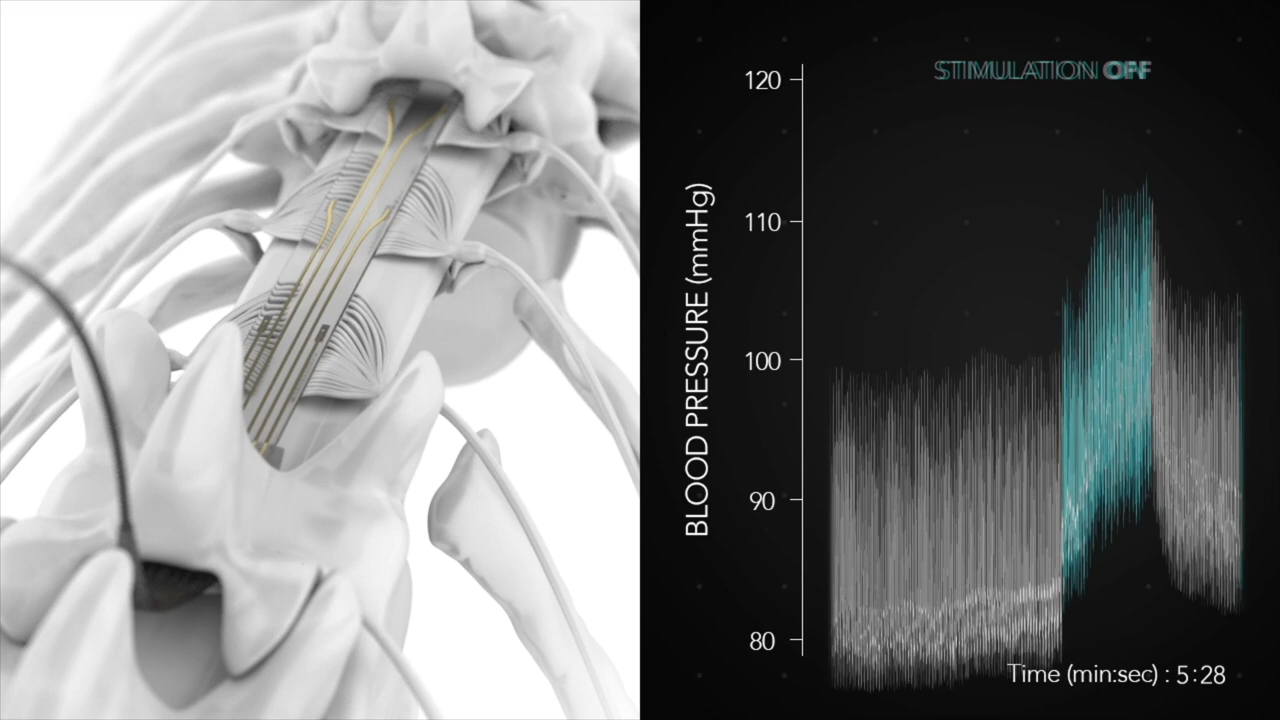 STIMULATION OFF
120
110
100
90
80
BLOOD PRESSURE (mmHg)
Time (min:sec) : 5:28